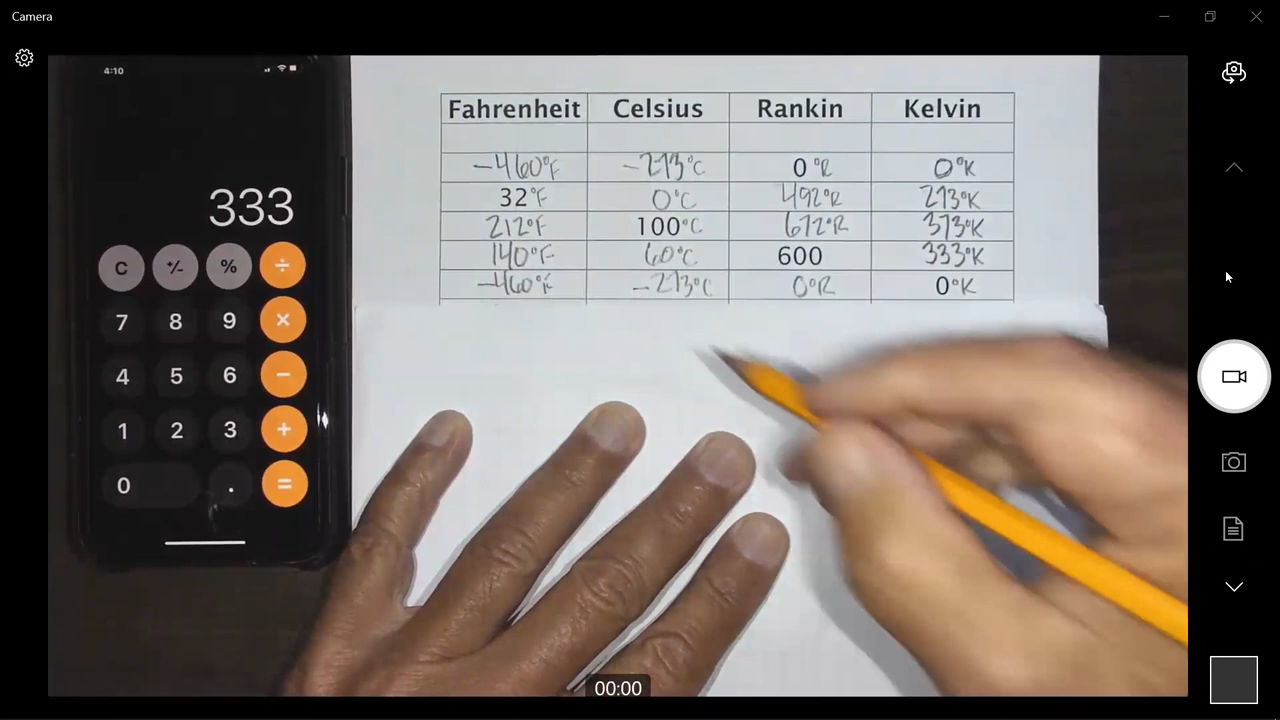 Camera
4:10
333
C +/- % ÷
7 8 9 ×
4 5 6 −
1 2 3 +
0 . =
Fahrenheit Celsius Rankin Kelvin
-460°F -273°C 0°R 0°K
32°F 0°C 492°R 273°K
212°F 100°C 672°R 373°K
140°F 60°C 600 333°K
-460°F -273°C 0°R 0°K
00:00